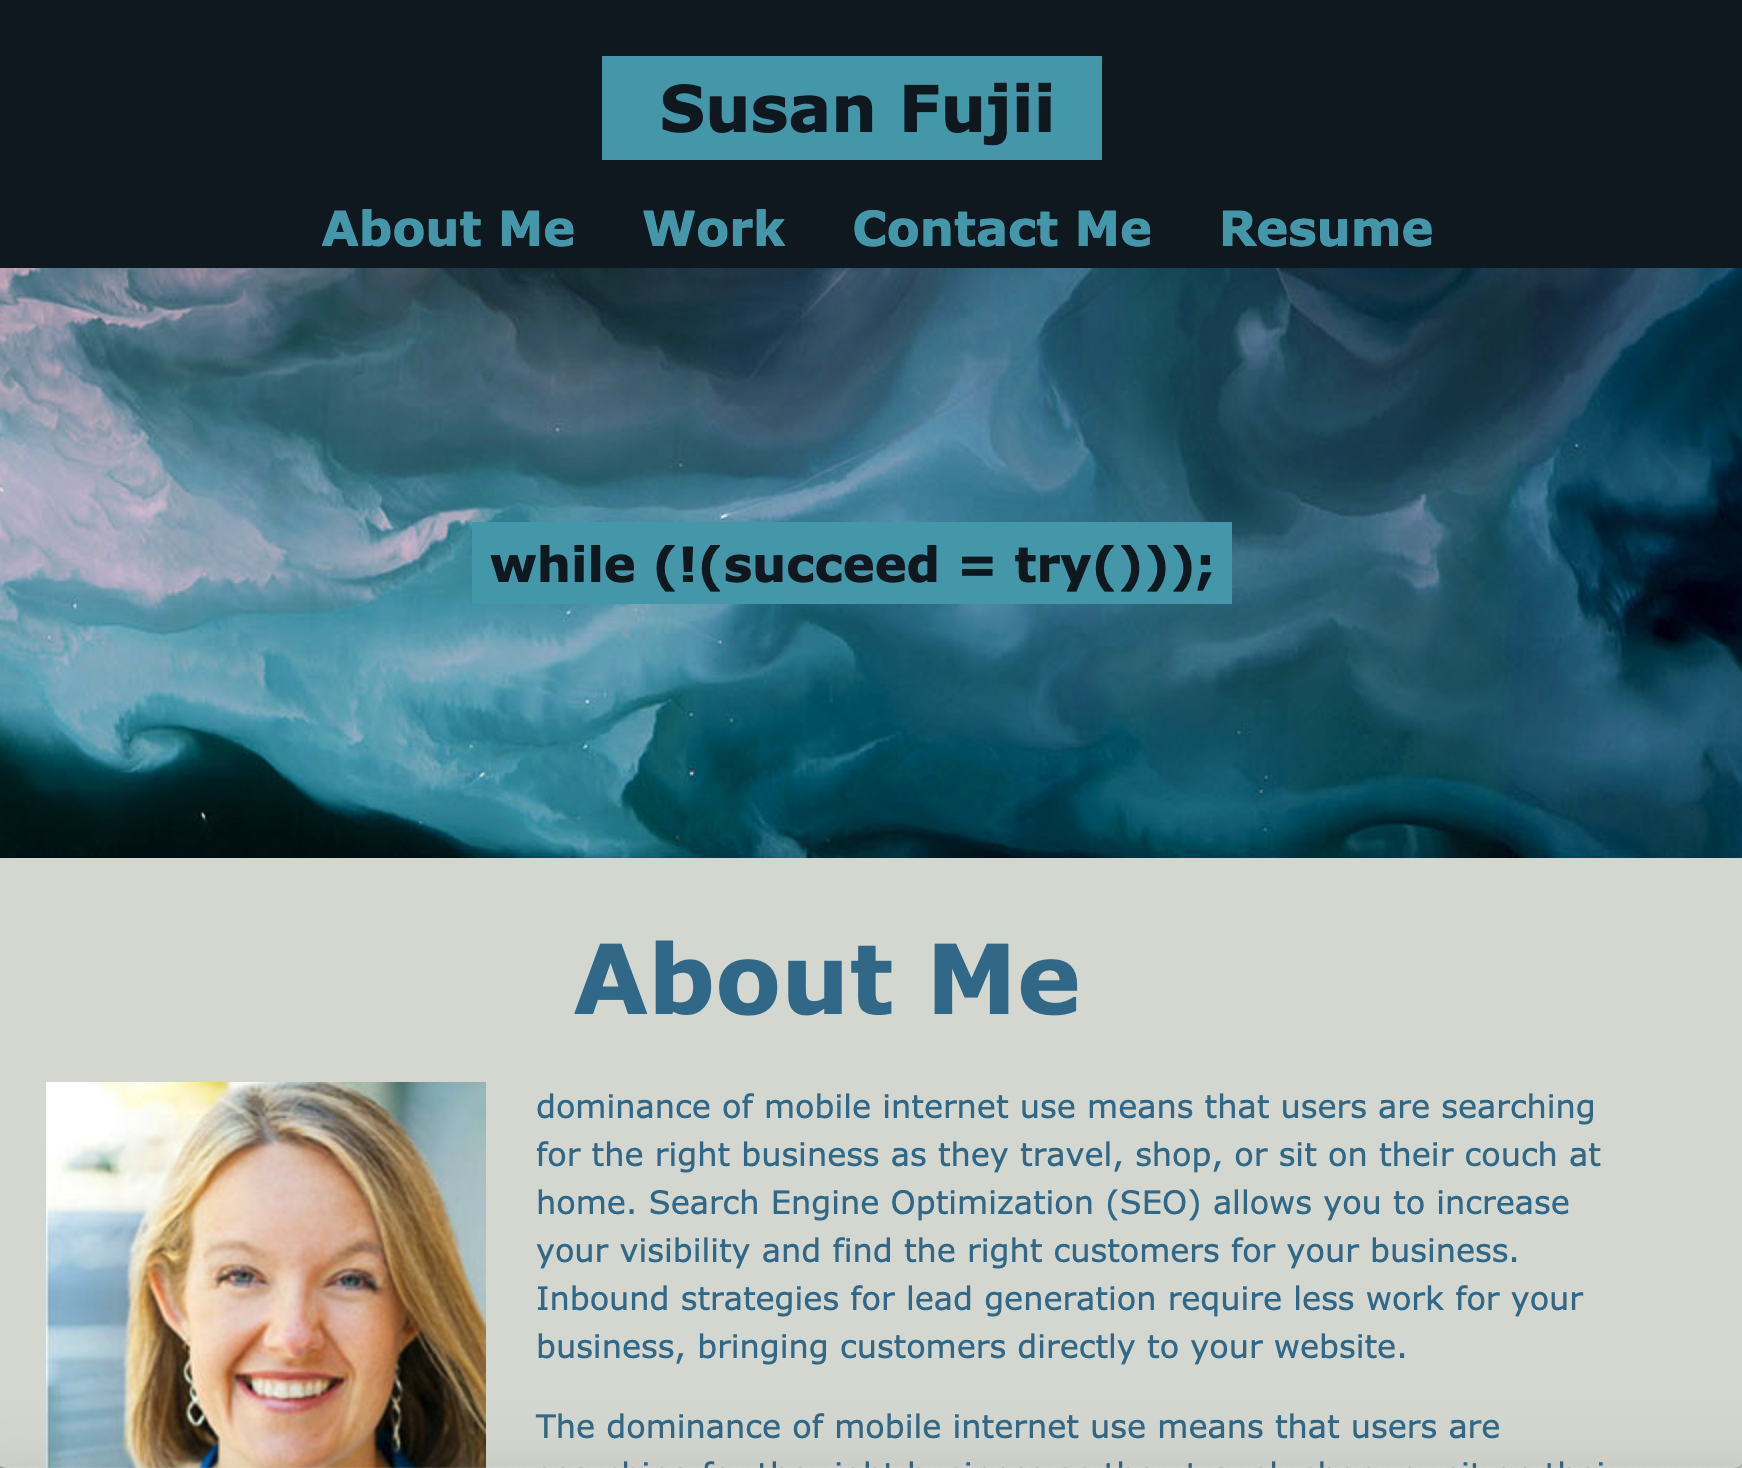 Susan Fujii
About Me Work Contact Me Resume
while (!(succeed = try()));
About Me
dominance of mobile internet use means that users are searching
for the right business as they travel, shop, or sit on their couch at
home. Search Engine Optimization (SEO) allows you to increase
your visibility and find the right customers for your business.
Inbound strategies for lead generation require less work for your
business, bringing customers directly to your website.
The dominance of mobile internet use means that users are